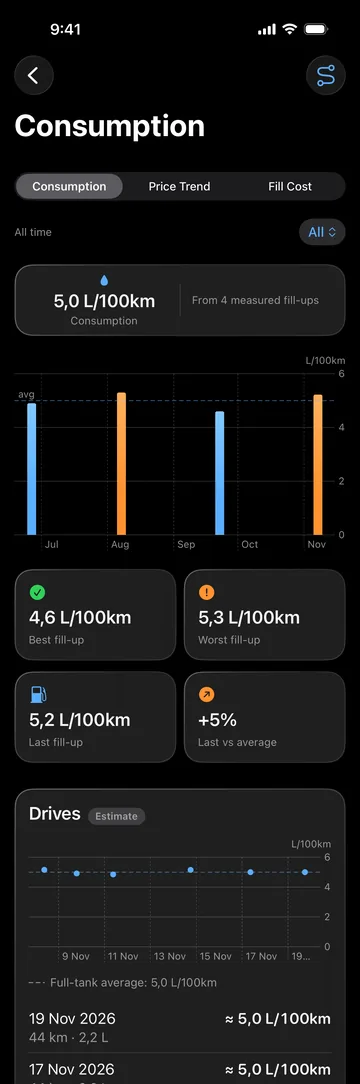 9:41
Consumption
Consumption Price Trend Fill Cost
All time All
5,0 L/100km From 4 measured fill-ups
Consumption
L/100km
6
avg
4
2
0
Jul Aug Sep Oct Nov
4,6 L/100km 5,3 L/100km
Best fill-up Worst fill-up
5,2 L/100km +5%
Last fill-up Last vs average
Drives Estimate
L/100km
6
4
2
0
9 Nov 11 Nov 13 Nov 15 Nov 17 Nov 19...
Full-tank average: 5,0 L/100km
19 Nov 2026 ≈ 5,0 L/100km
44 km · 2,2 L
17 Nov 2026 ≈ 5,0 L/100km